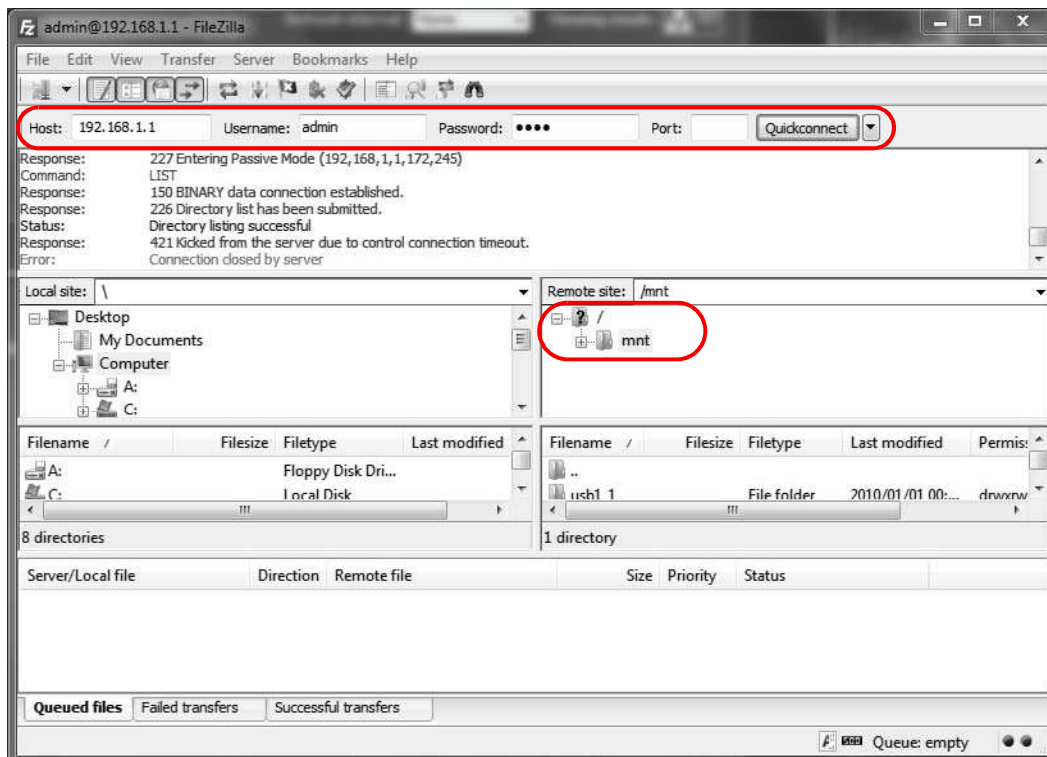 admin@192.168.1.1 - FileZilla
File Edit View Transfer Server Bookmarks Help
Host: 192.168.1.1 Username: admin Password: •••• Port: Quickconnect
Response: 227 Entering Passive Mode (192,168,1,1,172,245)
Command: LIST
Response: 150 BINARY data connection established.
Response: 226 Directory list has been submitted.
Status: Directory listing successful
Response: 421 Kicked from the server due to control connection timeout.
Error: Connection closed by server
Local site: \
Remote site: /mnt
Desktop
My Documents
Computer
A:
C:
? /
mnt
Filename / Filesize Filetype Last modified
A: Floppy Disk Dri...
C: Local Disk
8 directories
Filename / Filesize Filetype Last modified Permis:
..
usb1_1 File folder 2010/01/01 00:... drwxrw
1 directory
Server/Local file Direction Remote file Size Priority Status
Queued files Failed transfers Successful transfers
Queue: empty